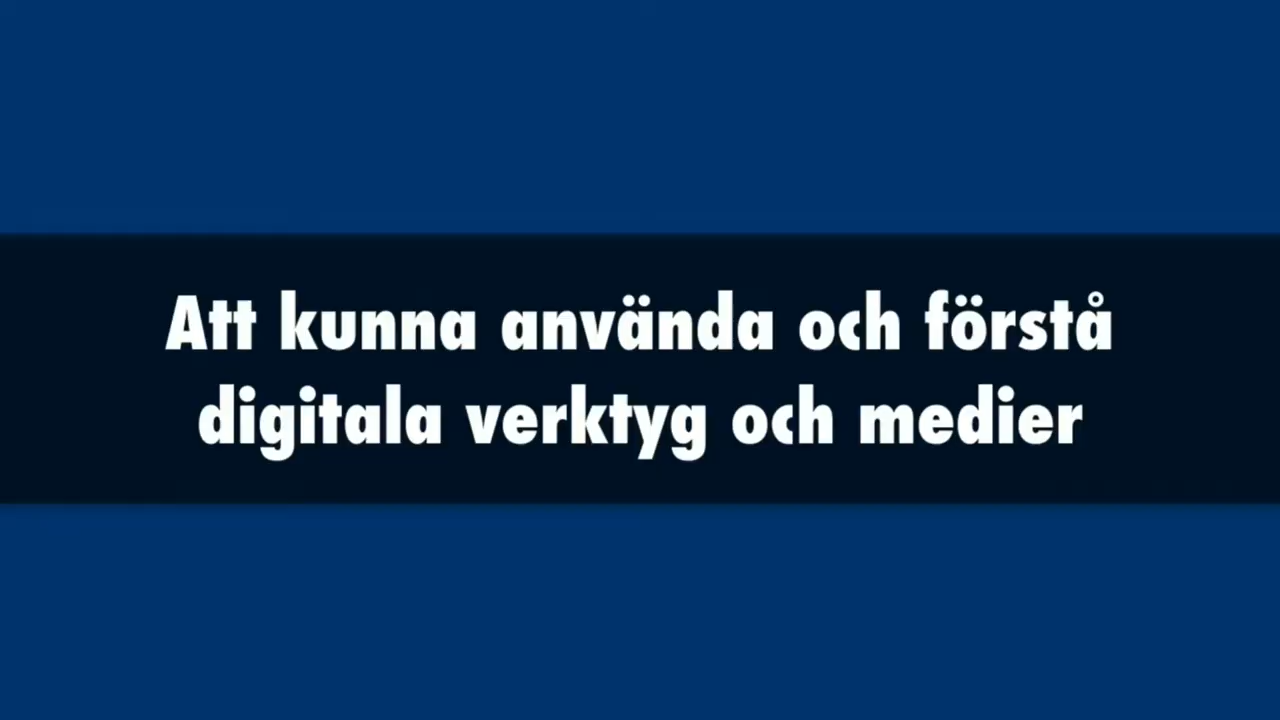 Att kunna använda och förstå
digitala verktyg och medier